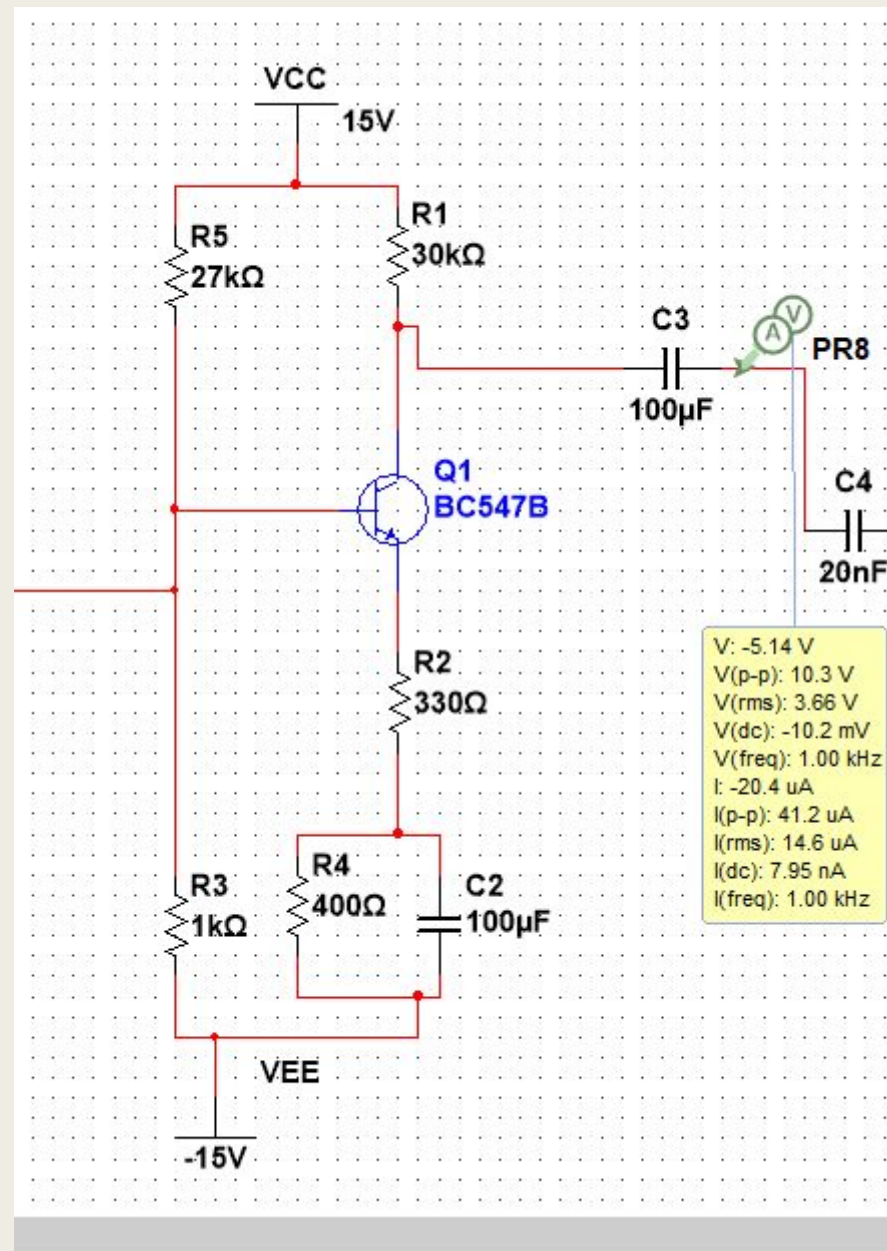 VCC
15V
R5
27kΩ
R1
30kΩ
C3
100µF
A
V
PR8
Q1
BC547B
C4
20nF
R2
330Ω
V: -5.14 V
V(p-p): 10.3 V
V(rms): 3.66 V
V(dc): -10.2 mV
V(freq): 1.00 kHz
I: -20.4 uA
I(p-p): 41.2 uA
I(rms): 14.6 uA
I(dc): 7.95 nA
I(freq): 1.00 kHz
R3
1kΩ
R4
400Ω
C2
100µF
VEE
-15V